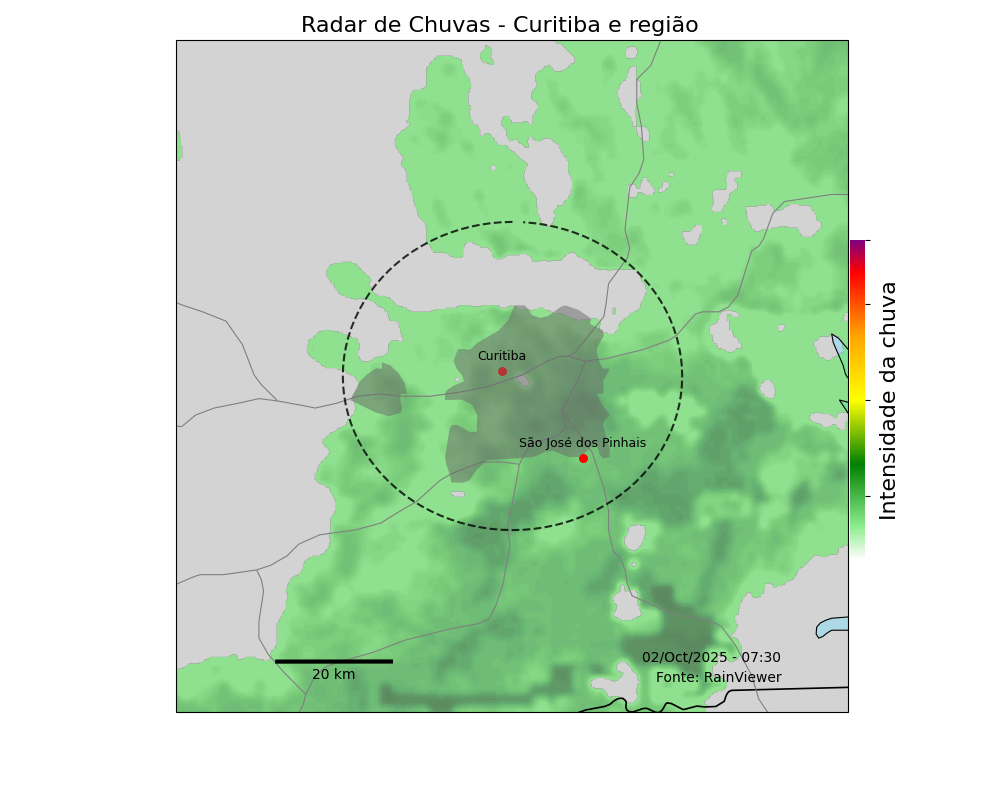 Radar de Chuvas - Curitiba e região
Curitiba
São José dos Pinhais
Intensidade da chuva
02/Oct/2025 - 07:30
20 km
Fonte: RainViewer